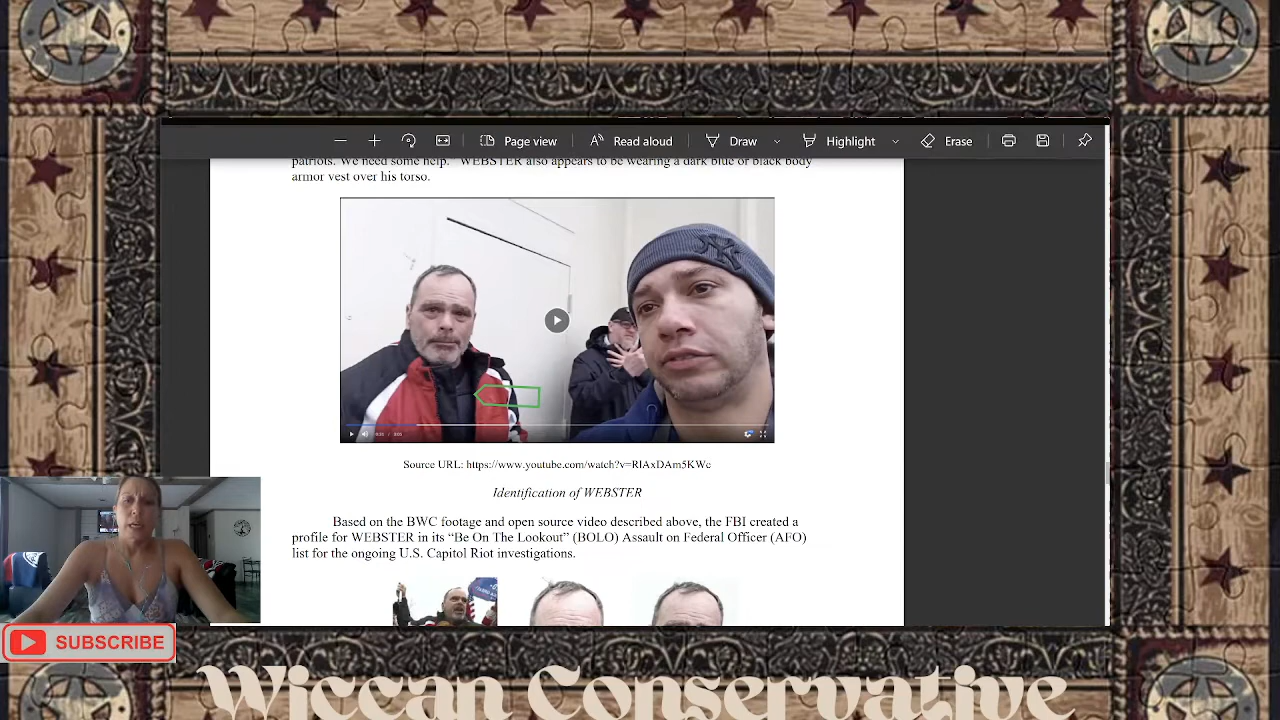 Page view
Read aloud
Draw
Highlight
Erase
patriots. We need some help." WEBSTER also appears to be wearing a dark blue or black body
armor vest over his torso.
NY
Source URL: https://www.youtube.com/watch?v=RlAxDAm5KWc
Identification of WEBSTER
Based on the BWC footage and open source video described above, the FBI created a
profile for WEBSTER in its “Be On The Lookout” (BOLO) Assault on Federal Officer (AFO)
list for the ongoing U.S. Capitol Riot investigations.
SUBSCRIBE
Wiccan Conservative